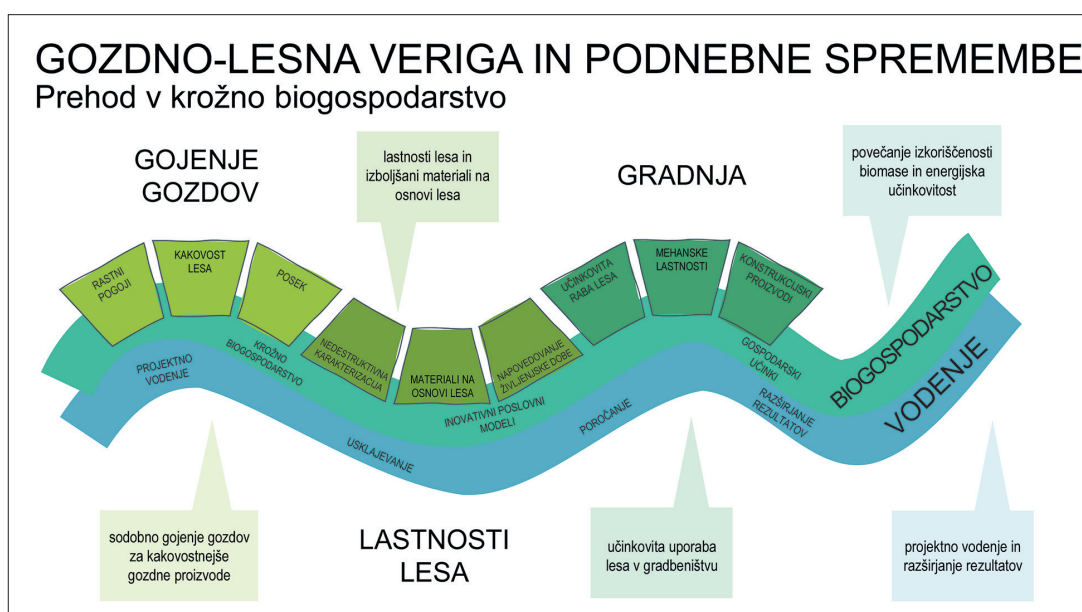 GOZDNO-LESNA VERIGA IN PODNEBNE SPREMEMBE
Prehod v krožno biogospodarstvo
GOJENJE
GOZDOV
lastnosti lesa in
izboljšani materiali na
osnovi lesa
GRADNJA
povečanje izkoriščenosti
biomase in energijska
učinkovitost
RASTNI
POGOJI
KAKOVOST
LESA
POSEK
NEDESTRUKTIVNA
KARAKTERIZACIJA
MATERIALI NA
OSNOVI LESA
NAPOVEDOVANJE
ŽIVLJENJSKE DOBE
UČINKOVITA
RABA LESA
MEHANSKE
LASTNOSTI
KONSTRUKCIJSKI
PROIZVODI
KROŽNO
BIOGOSPODARSTVO
INOVATIVNI POSLOVNI
MODELI
GOSPODARSKI
UČINKI
BIOGOSPODARSTVO
PROJEKTNO
VODENJE
USKLAJEVANJE
POROČANJE
RAZŠIRJANJE
REZULTATOV
VODENJE
sodobno gojenje gozdov
za kakovostnejše
gozdne proizvode
LASTNOSTI
LESA
učinkovita uporaba
lesa v gradbeništvu
projektno vodenje in
razširjanje rezultatov